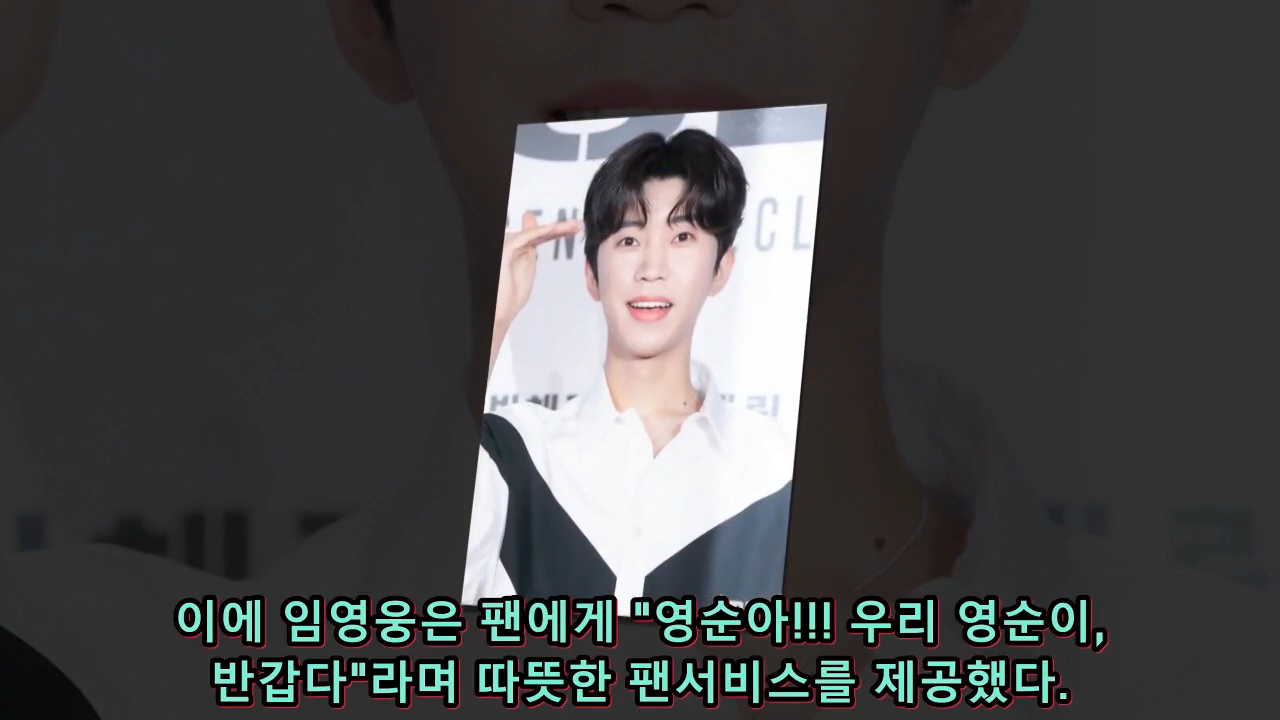 이에 임영웅은 팬에게 "영순아!!! 우리 영순이,
반갑다"라며 따뜻한 팬서비스를 제공했다.